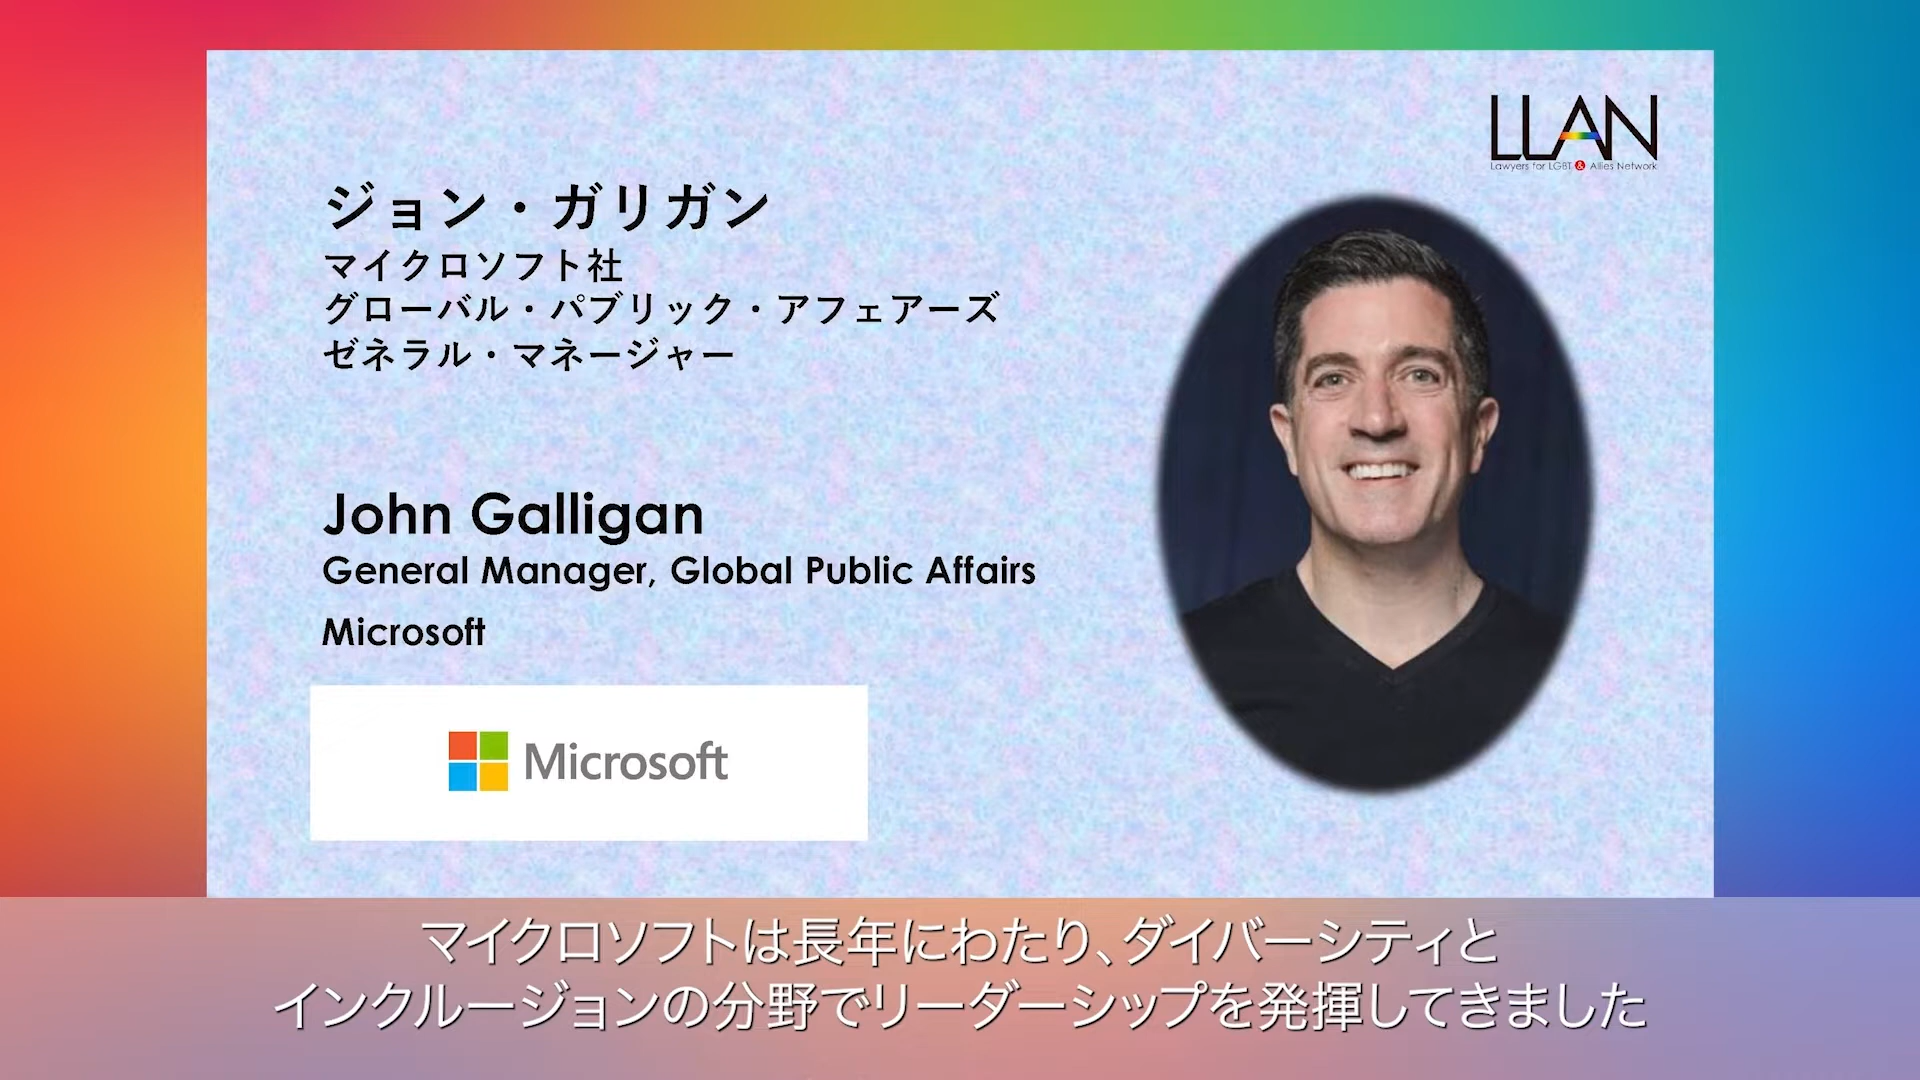 LLAN
Lawyers for LGBT & Allies Network
ジョン・ガリガン
マイクロソフト社
グローバル・パブリック・アフェアーズ
ゼネラル・マネージャー
John Galligan
General Manager, Global Public Affairs
Microsoft
Microsoft
マイクロソフトは長年にわたり、ダイバーシティと
インクルージョンの分野でリーダーシップを発揮してきました